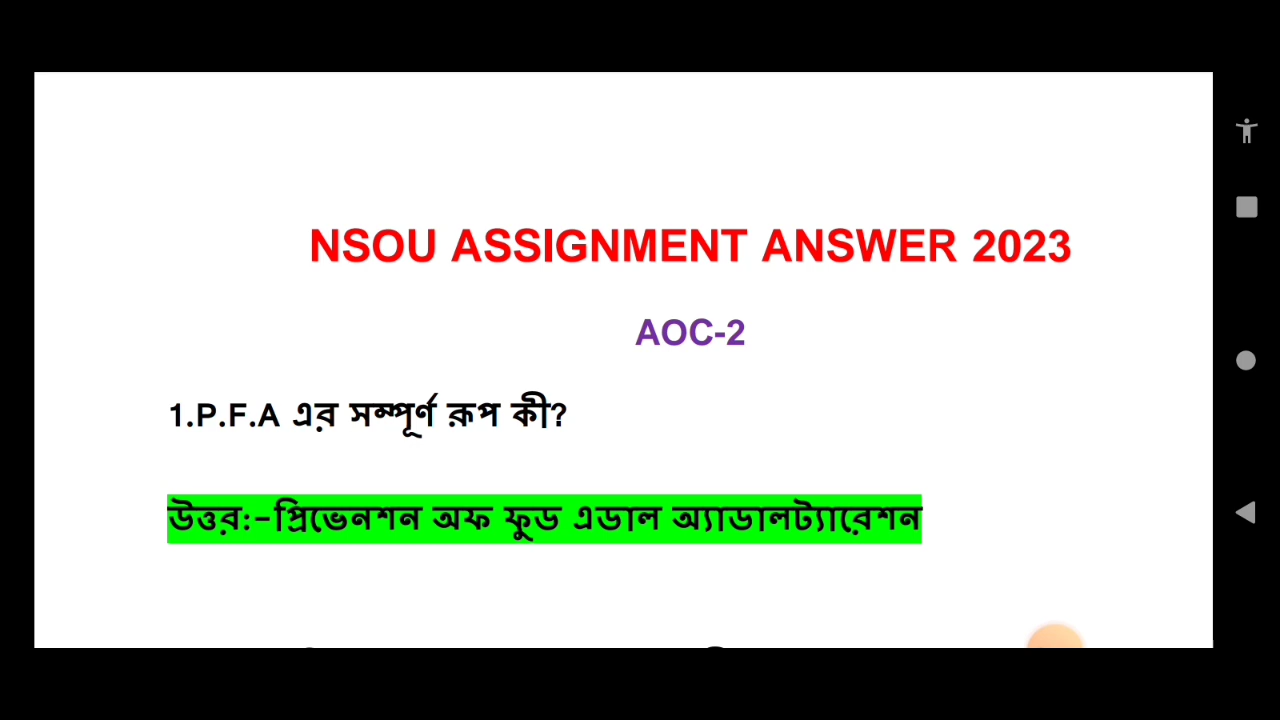 NSOU ASSIGNMENT ANSWER 2023
AOC-2
1.P.F.A এর সম্পূর্ণ রূপ কী?
উত্তর:-প্রিভেনশন অফ ফুড এডাল অ্যাডালট্যারেশন